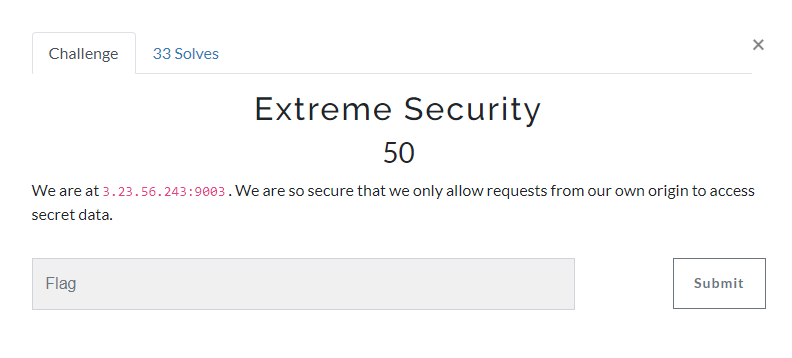 Challenge
33 Solves
×
Extreme Security
50
We are at 3.23.56.243:9003. We are so secure that we only allow requests from our own origin to access
secret data.
Flag
Submit